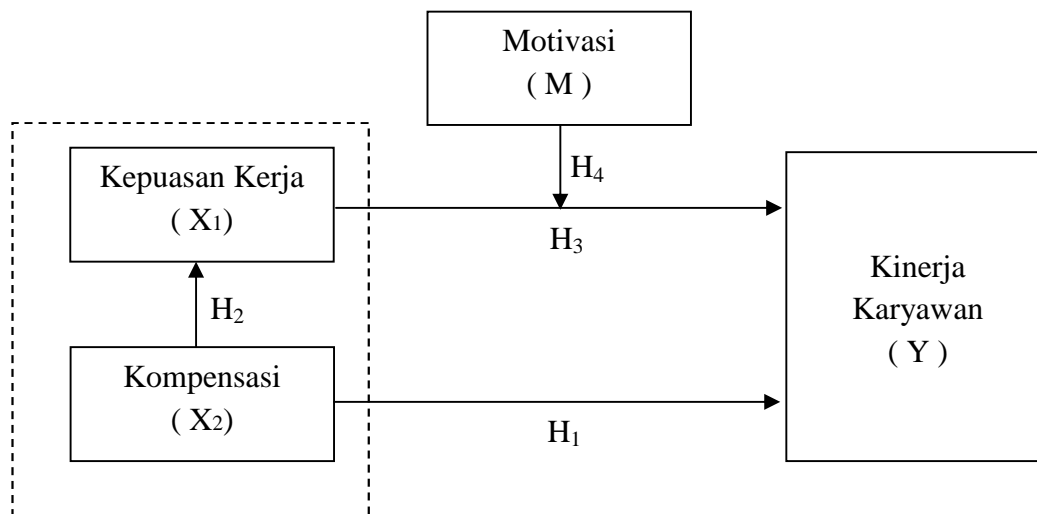 Motivasi
( M )
H4
Kepuasan Kerja
( X1)
H3
H2
Kinerja
Karyawan
( Y )
Kompensasi
( X2)
H1